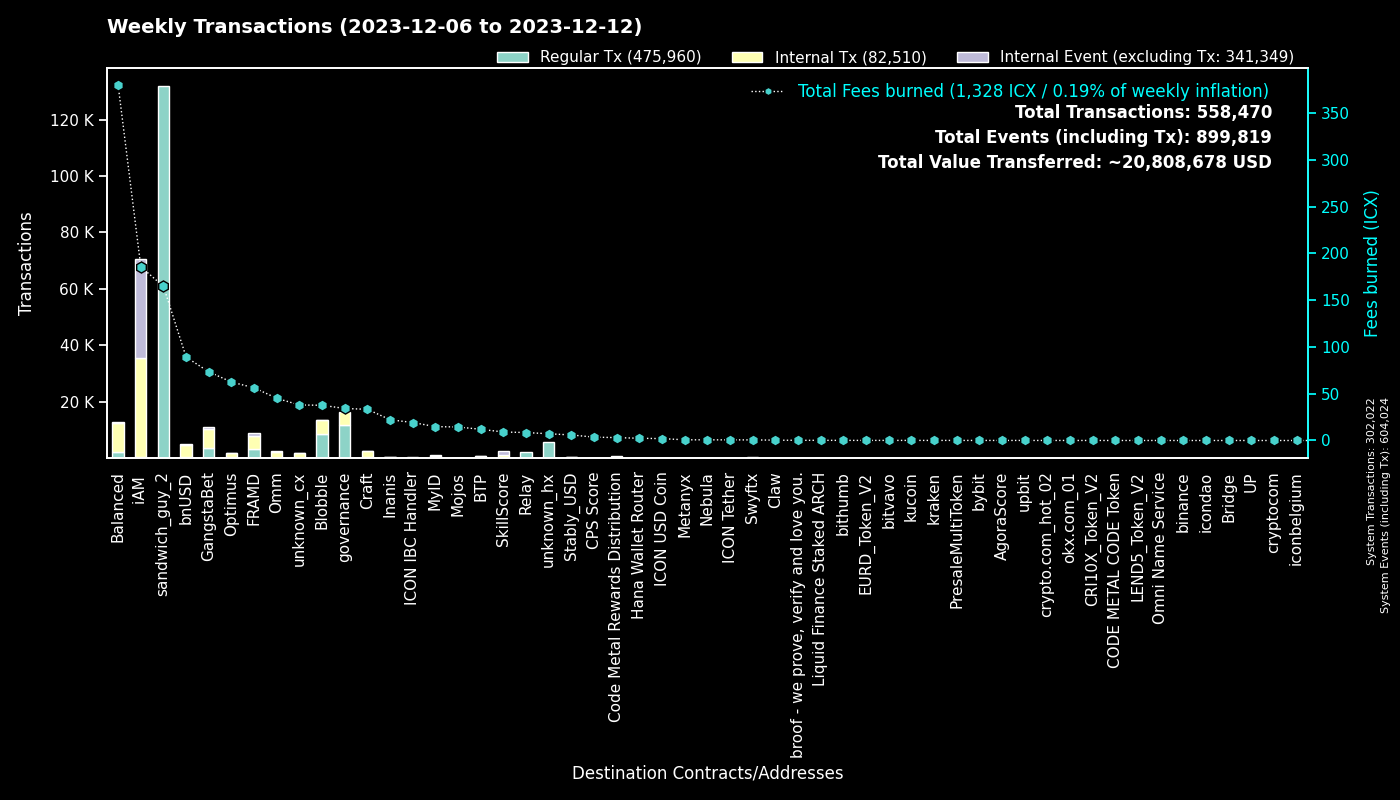 Weekly Transactions (2023-12-06 to 2023-12-12)
Regular Tx (475,960)
Internal Tx (82,510)
Internal Event (excluding Tx: 341,349)
Total Fees burned (1,328 ICX / 0.19% of weekly inflation)
Total Transactions: 558,470
Total Events (including Tx): 899,819
Total Value Transferred: ~20,808,678 USD
Transactions
120 K
100 K
80 K
60 K
40 K
20 K
350
300
250
200
150
100
50
0
Fees burned (ICX)
System Transactions: 302,022
System Events (including Tx): 604,024
Balanced
iAM
sandwich_guy_2
bnUSD
GangstaBet
Optimus
FRAMD
Omm
unknown_cx
Blobble
governance
Craft
Inanis
ICON IBC Handler
MyID
Mojos
BTP
SkillScore
Relay
unknown_hx
Stably_USD
CPS Score
Code Metal Rewards Distribution
Hana Wallet Router
ICON USD Coin
Metanyx
Nebula
ICON Tether
Swyftx
Claw
broof - we prove, verify and love you.
Liquid Finance Staked ARCH
bithumb
EURD_Token_V2
bitvavo
kucoin
kraken
PresaleMultiToken
bybit
AgoraScore
upbit
crypto.com_hot_02
okx.com_01
CRI10X_Token_V2
CODE METAL CODE Token
LEND5_Token_V2
Omni Name Service
binance
icondao
Bridge
UP
cryptocom
iconbelgium
Destination Contracts/Addresses